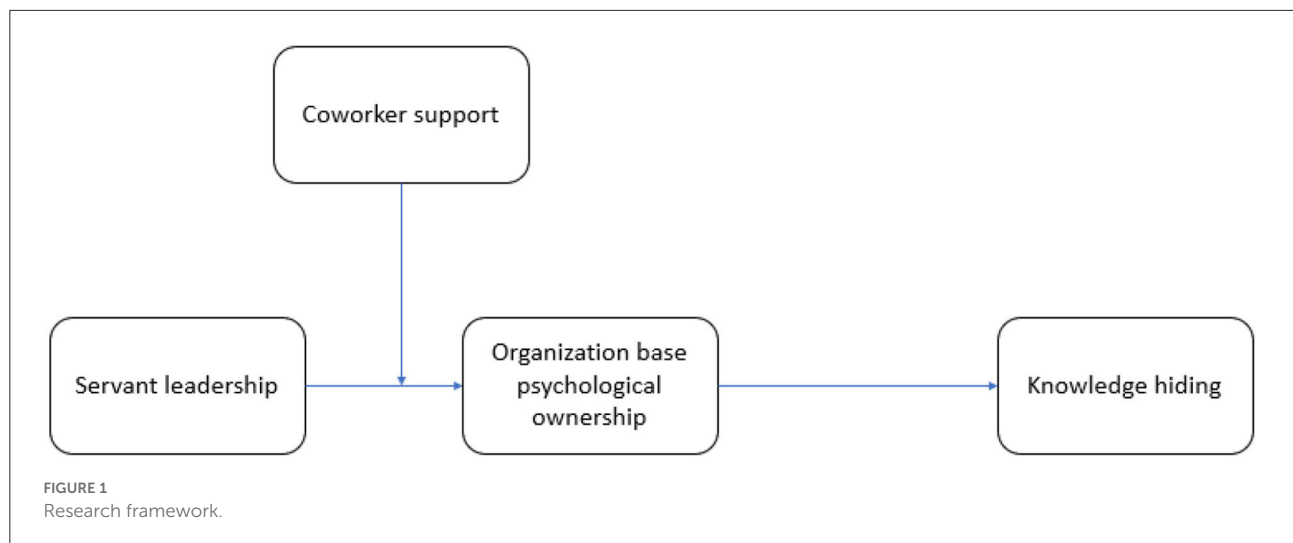 Coworker support
Servant leadership
Organization base
psychological
ownership
Knowledge hiding
FIGURE 1
Research framework.